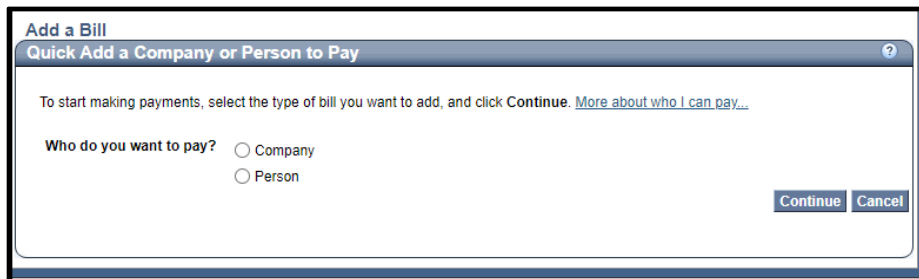 Add a Bill
Quick Add a Company or Person to Pay ?
To start making payments, select the type of bill you want to add, and click Continue. More about who I can pay...
Who do you want to pay? Company
Person
Continue Cancel